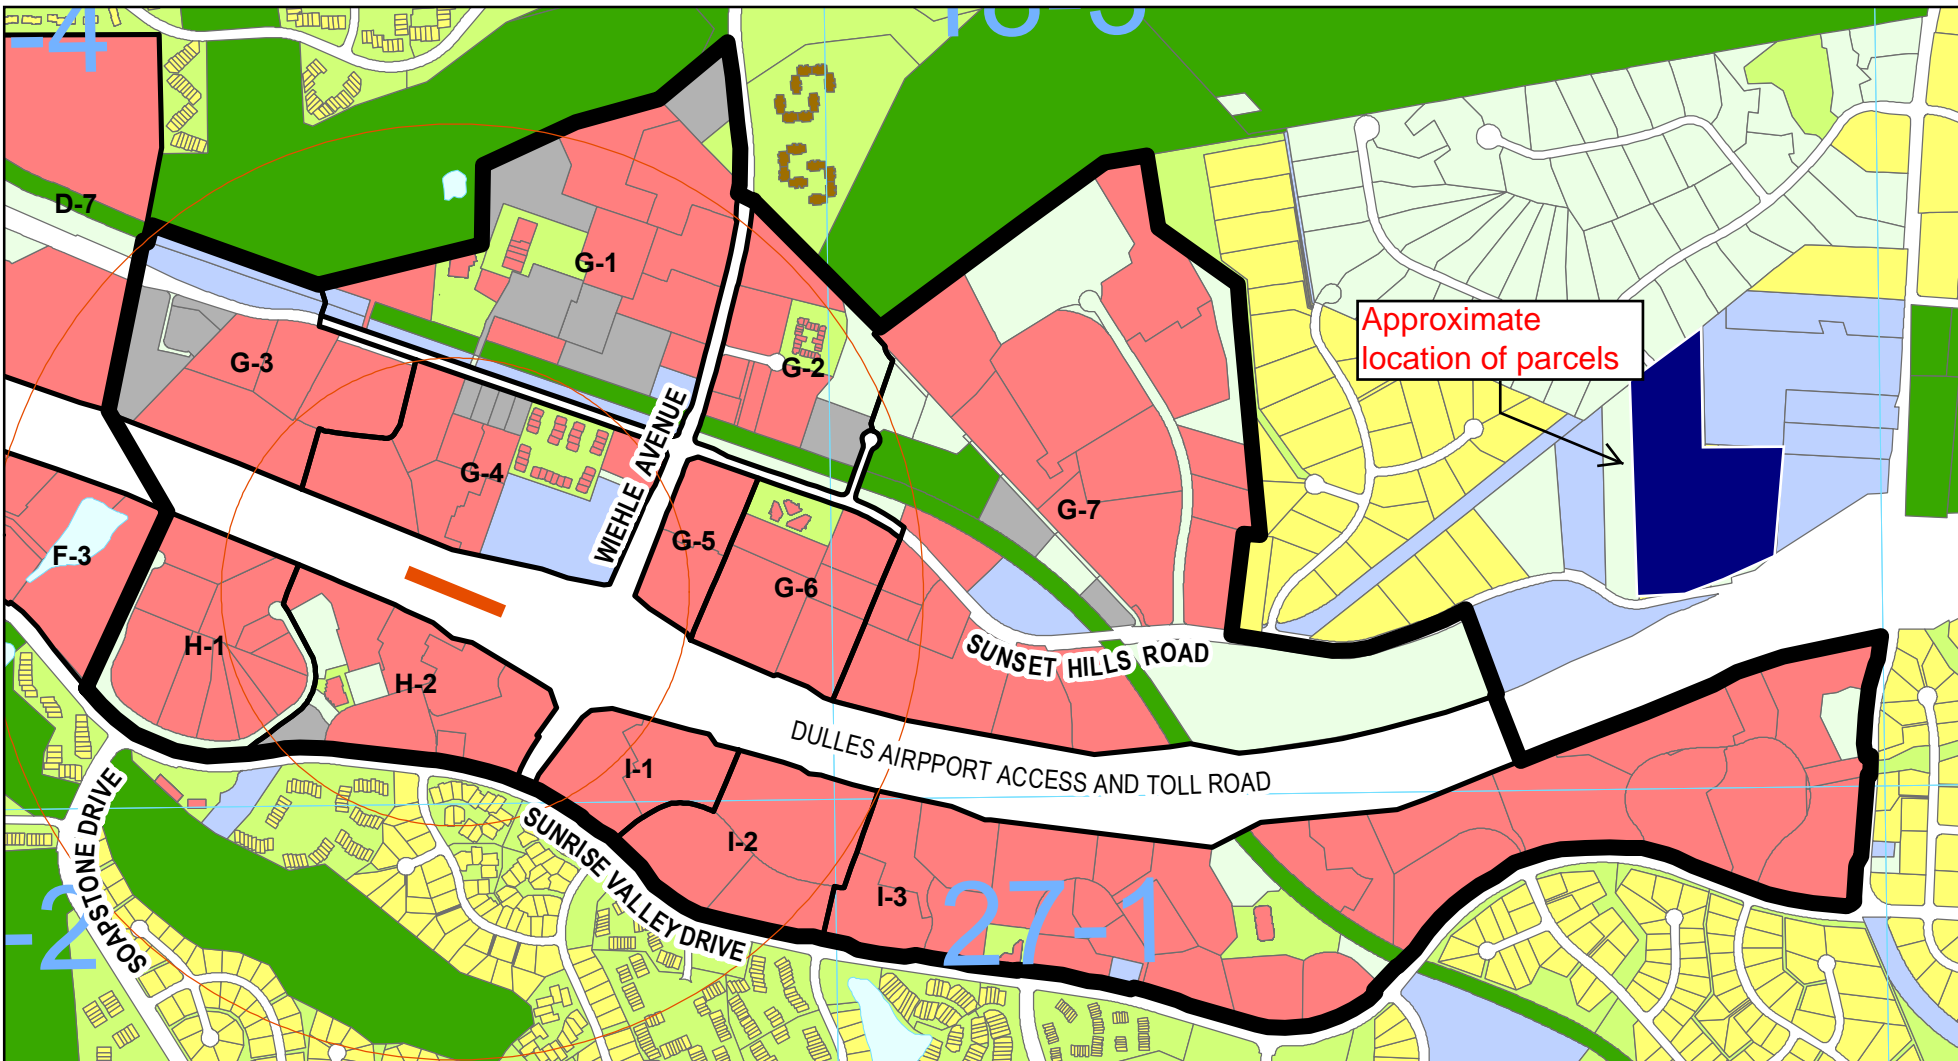 -4
18-3
D-7
G-1
Approximate
location of parcels
G-3
G-2
WIEHLE AVENUE
G-4
G-7
G-5
F-3
G-6
H-1
SUNSET HILLS ROAD
H-2
DULLES AIRPPORT ACCESS AND TOLL ROAD
I-1
SOAPSTONE DRIVE
SUNRISE VALLEY DRIVE
I-2
I-3
27-1
-2